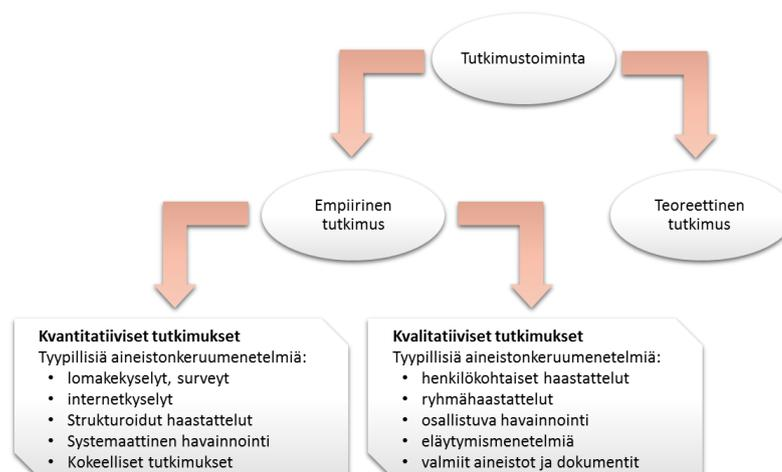 Tutkimustoiminta
Empiirinen
tutkimus
Teoreettinen
tutkimus
Kvantitatiiviset tutkimukset
Tyypillisiä aineistonkeruumenetelmiä:
• lomakekyselyt, surveyt
• internetkyselyt
• Strukturoidut haastattelut
• Systemaattinen havainnointi
• Kokeelliset tutkimukset
Kvalitatiiviset tutkimukset
Tyypillisiä aineistonkeruumenetelmiä:
• henkilökohtaiset haastattelut
• ryhmähaastattelut
• osallistuva havainnointi
• eläytymismenetelmiä
• valmiit aineistot ja dokumentit